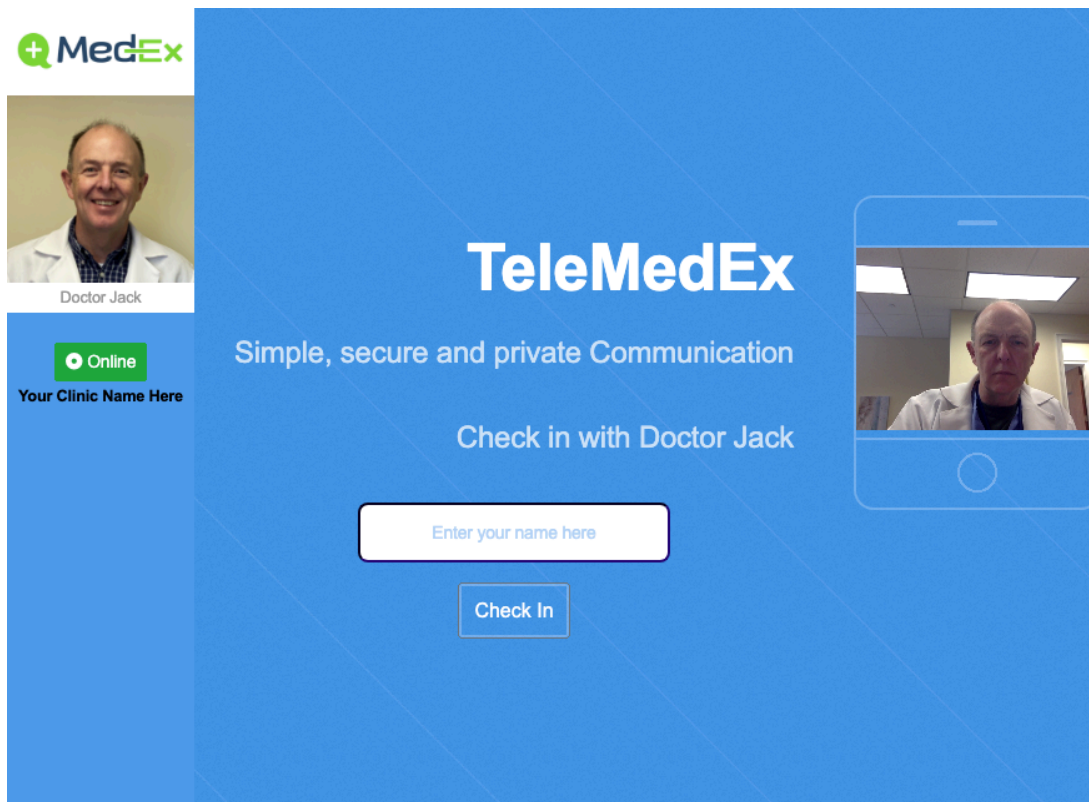 MedEx
Doctor Jack
Online
Your Clinic Name Here
TeleMedEx
Simple, secure and private Communication
Check in with Doctor Jack
Enter your name here
Check In